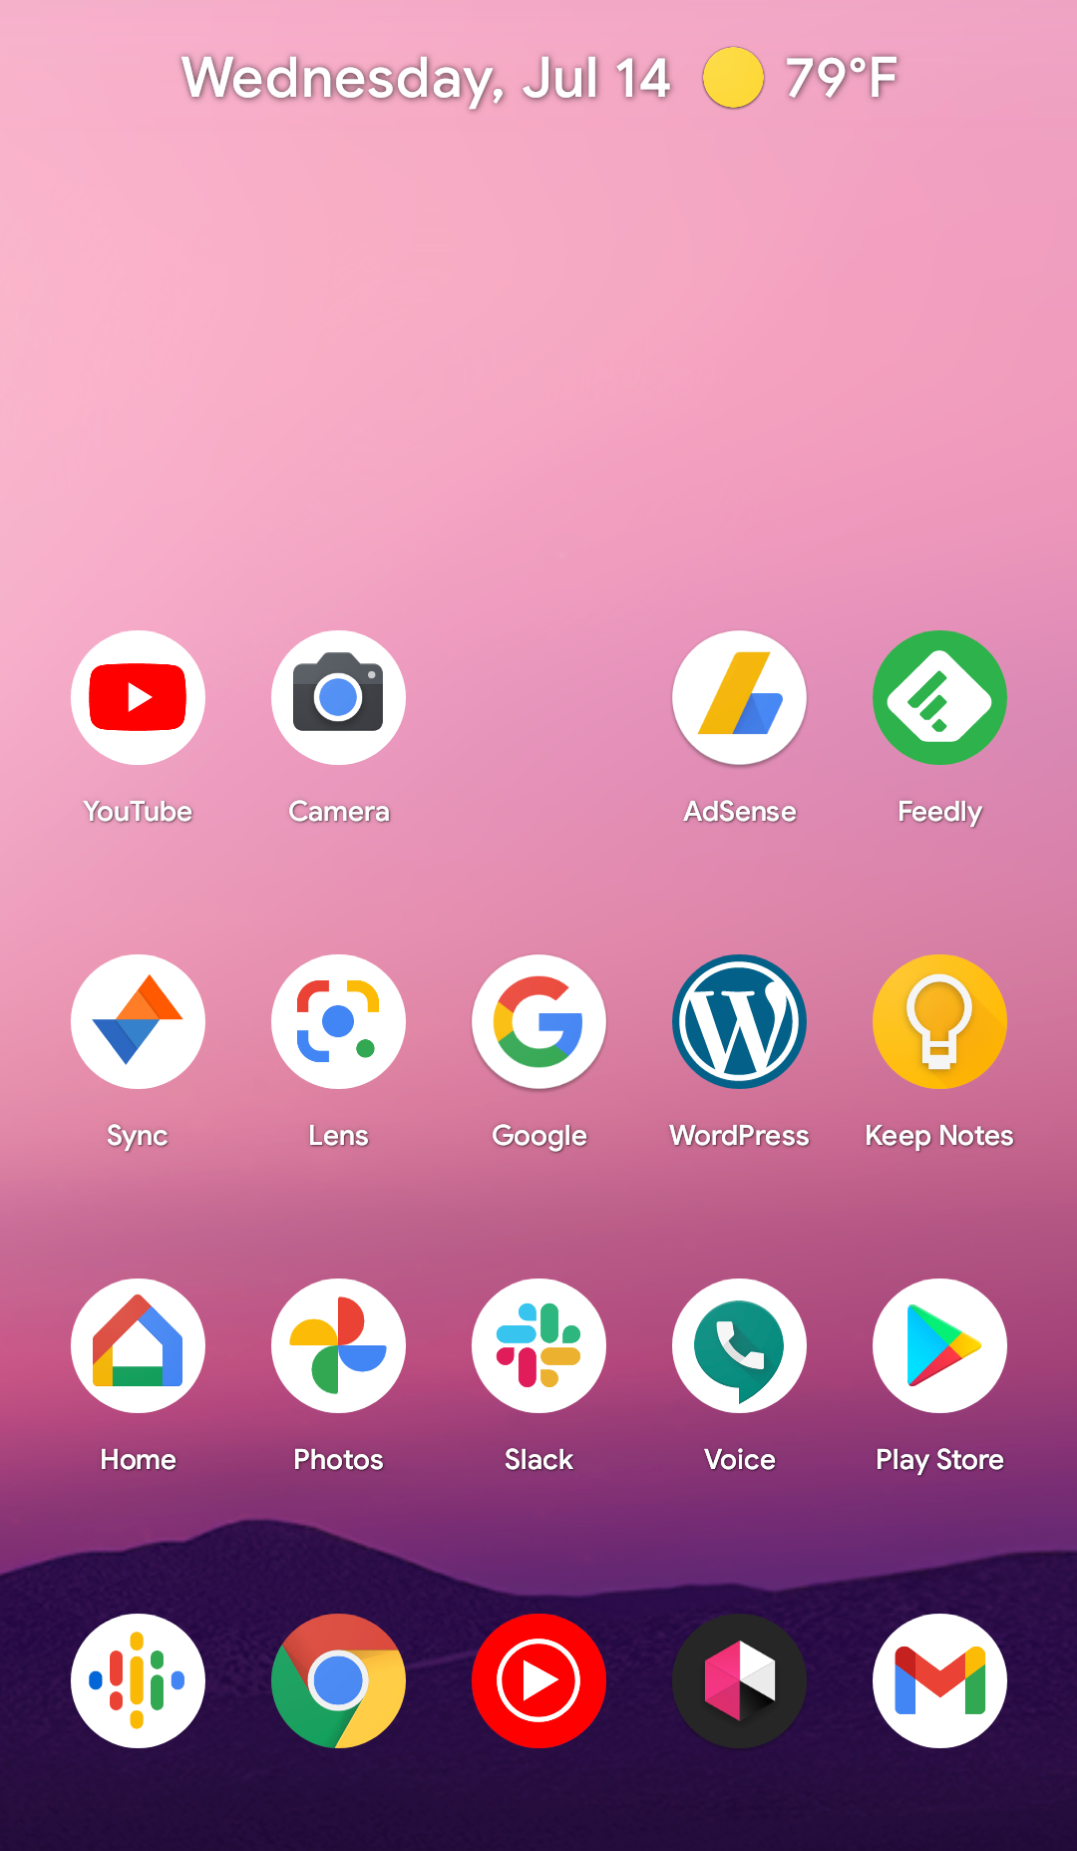 Wednesday, Jul 14 79°F
YouTube Camera AdSense Feedly
Sync Lens Google WordPress Keep Notes
Home Photos Slack Voice Play Store